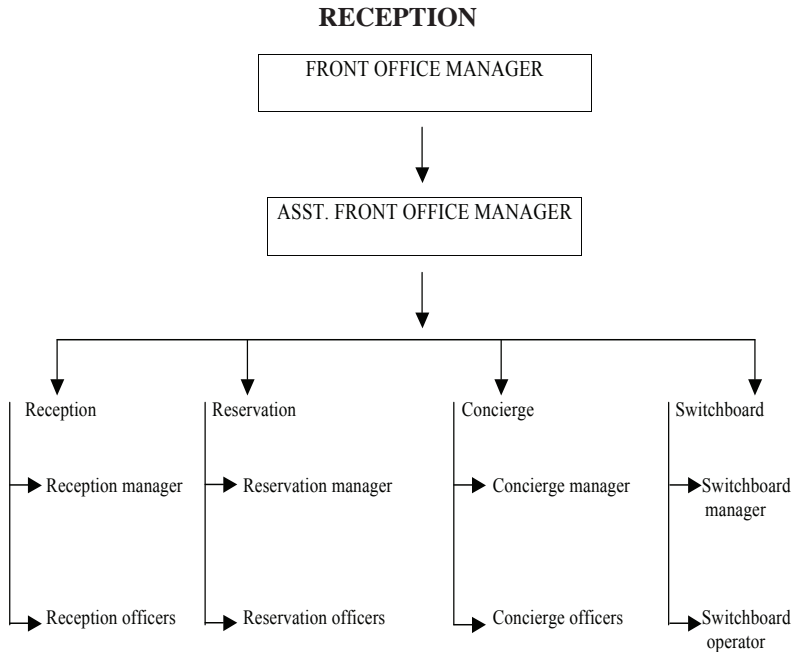 RECEPTION
FRONT OFFICE MANAGER
ASST. FRONT OFFICE MANAGER
Reception
Reservation
Concierge
Switchboard
Reception manager
Reservation manager
Concierge manager
Switchboard
manager
Reception officers
Reservation officers
Concierge officers
Switchboard
operator